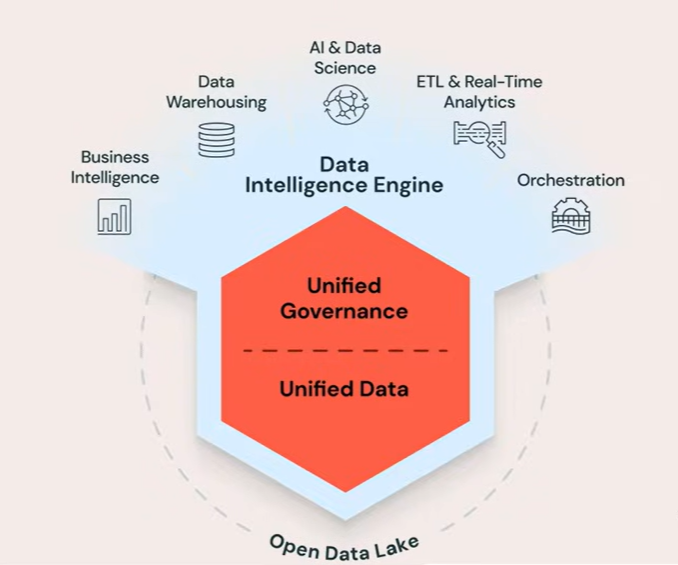 AI & Data
Science
Data
Warehousing
ETL & Real-Time
Analytics
Business
Intelligence
Data
Intelligence Engine
Orchestration
Unified
Governance
Unified Data
Open Data Lake